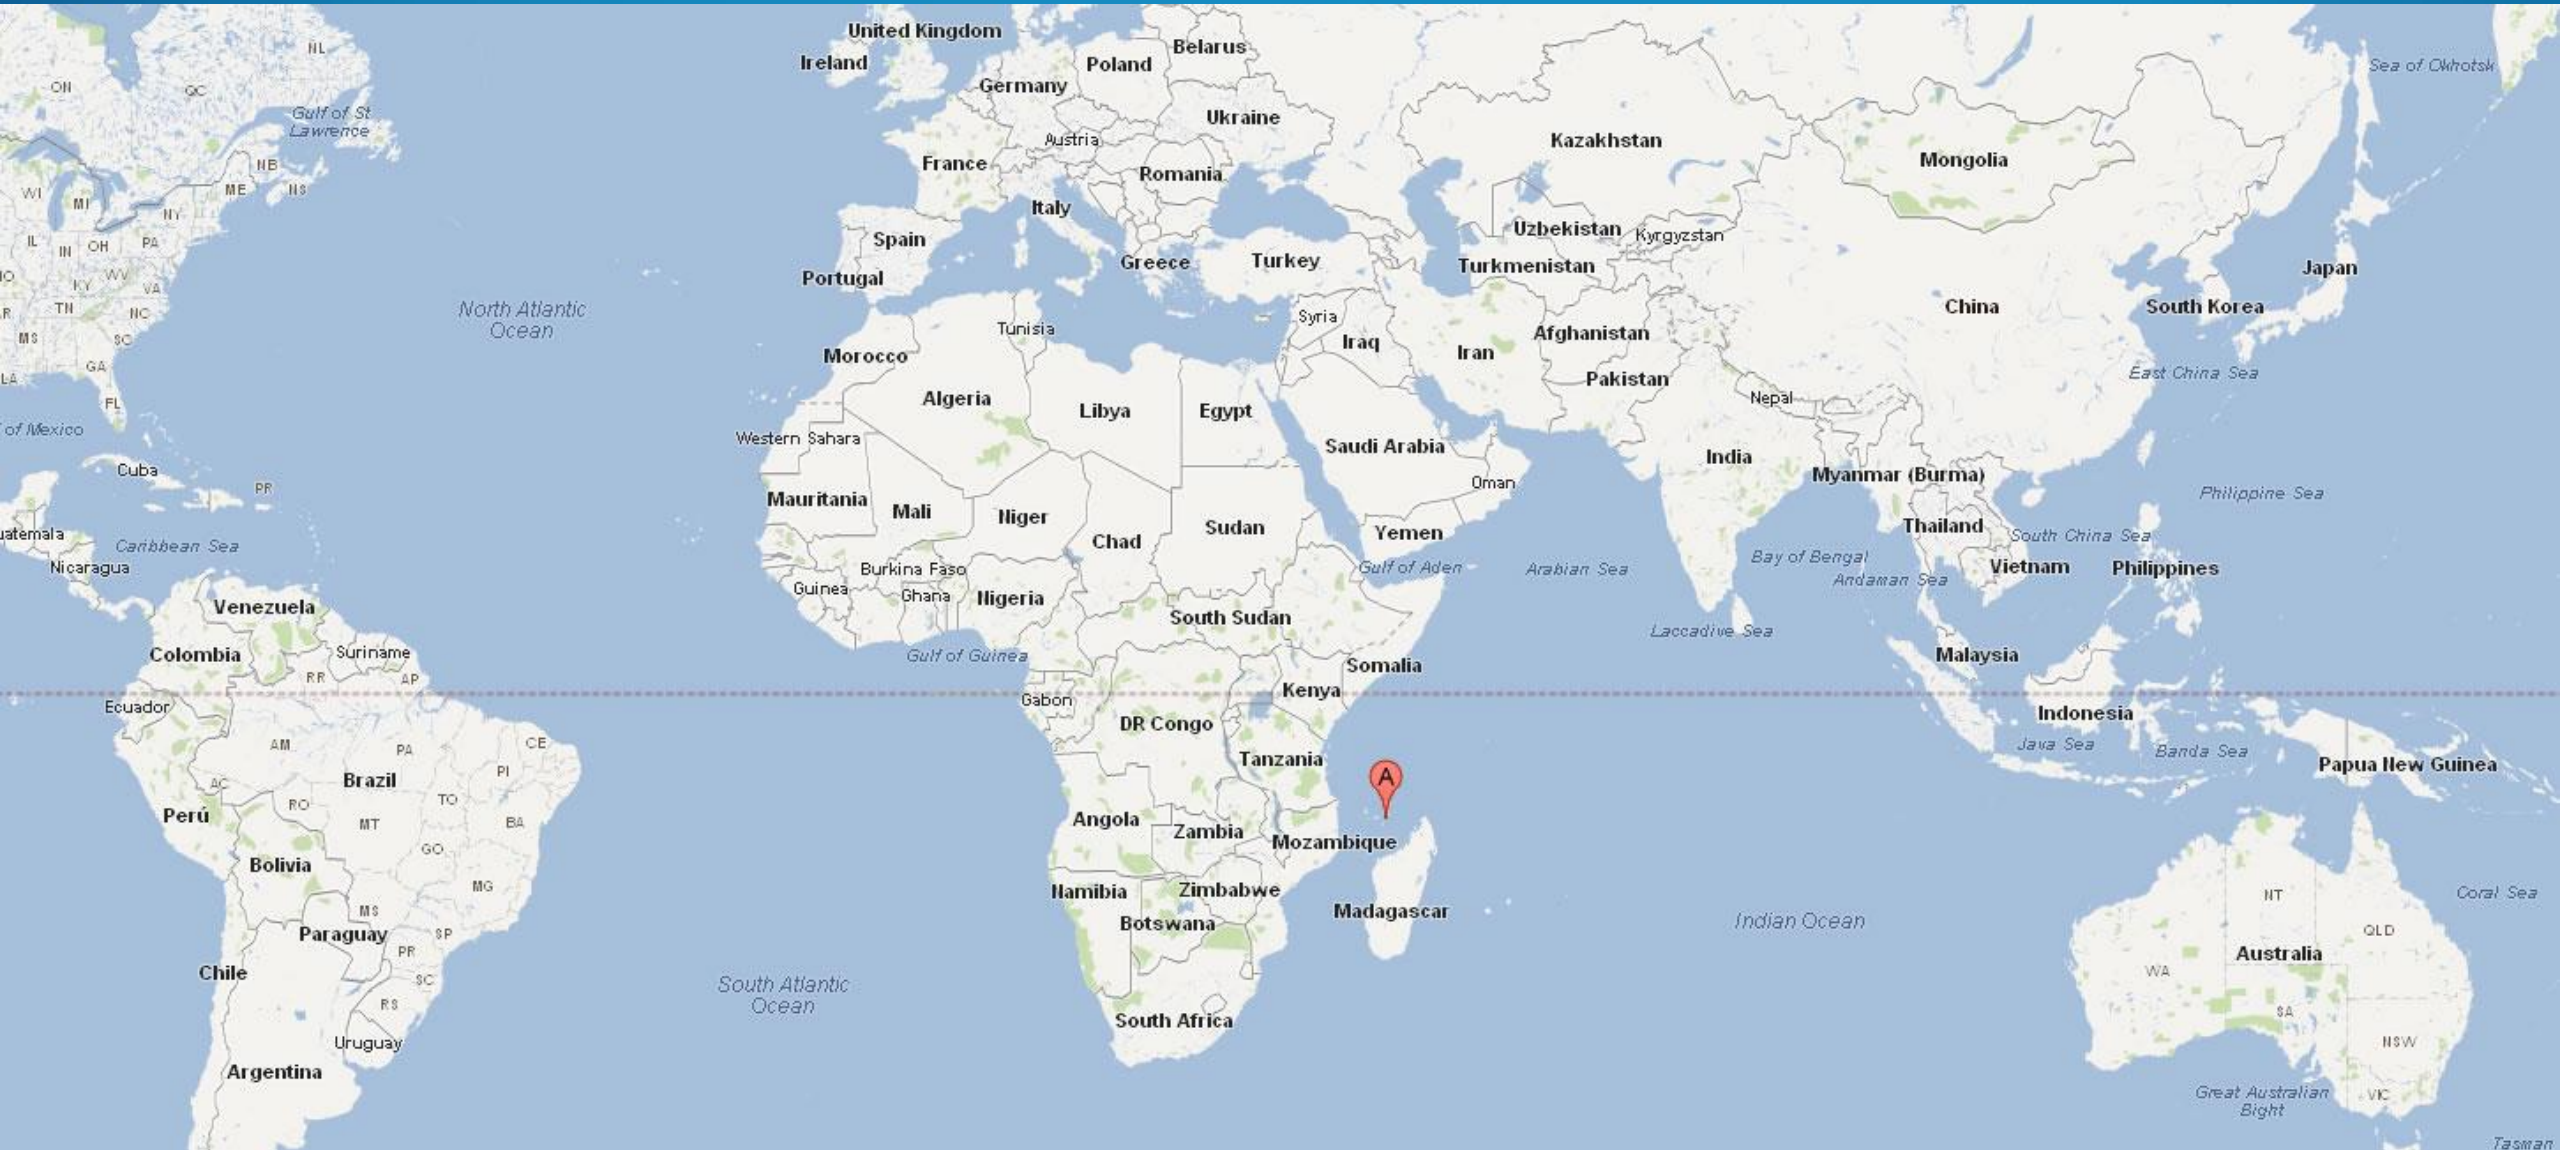 United Kingdom
Ireland
Belarus
Poland
Germany
Ukraine
Austria
France
Romania
Italy
Spain
Portugal
Greece
Turkey
Kazakhstan
Mongolia
Uzbekistan
Kyrgyzstan
Turkmenistan
China
Japan
South Korea
Sea of Okhotsk
East China Sea
Philippine Sea
NL
ON
QC
Gulf of St
Lawrence
NB
ME
NS
WI
MI
NY
IL
IN
OH
PA
KY
WV
VA
TN
NC
MS
SC
GA
LA
FL
of Mexico
Cuba
PR
Caribbean Sea
Nicaragua
North Atlantic
Ocean
Tunisia
Morocco
Algeria
Libya
Egypt
Western Sahara
Mauritania
Mali
Niger
Chad
Sudan
Burkina Faso
Guinea
Ghana
Nigeria
South Sudan
Gulf of Guinea
Syria
Iraq
Iran
Afghanistan
Pakistan
Nepal
Saudi Arabia
Oman
Yemen
Gulf of Aden
Arabian Sea
India
Myanmar (Burma)
Thailand
South China Sea
Bay of Bengal
Andaman Sea
Vietnam
Philippines
Laccadive Sea
Malaysia
Indonesia
Java Sea
Banda Sea
Papua New Guinea
Venezuela
Colombia
Suriname
RR
AP
Ecuador
AM
PA
CE
PI
Brazil
AC
RO
TO
Perú
MT
BA
GO
Bolivia
MG
MS
Paraguay
SP
PR
Chile
SC
RS
Uruguay
Argentina
South Atlantic
Ocean
Somalia
Kenya
Gabon
DR Congo
Tanzania
A
Angola
Zambia
Mozambique
Namibia
Zimbabwe
Botswana
Madagascar
South Africa
Indian Ocean
NT
QLD
Coral Sea
Australia
WA
SA
NSW
Great Australian
Bight
VIC
Tasman